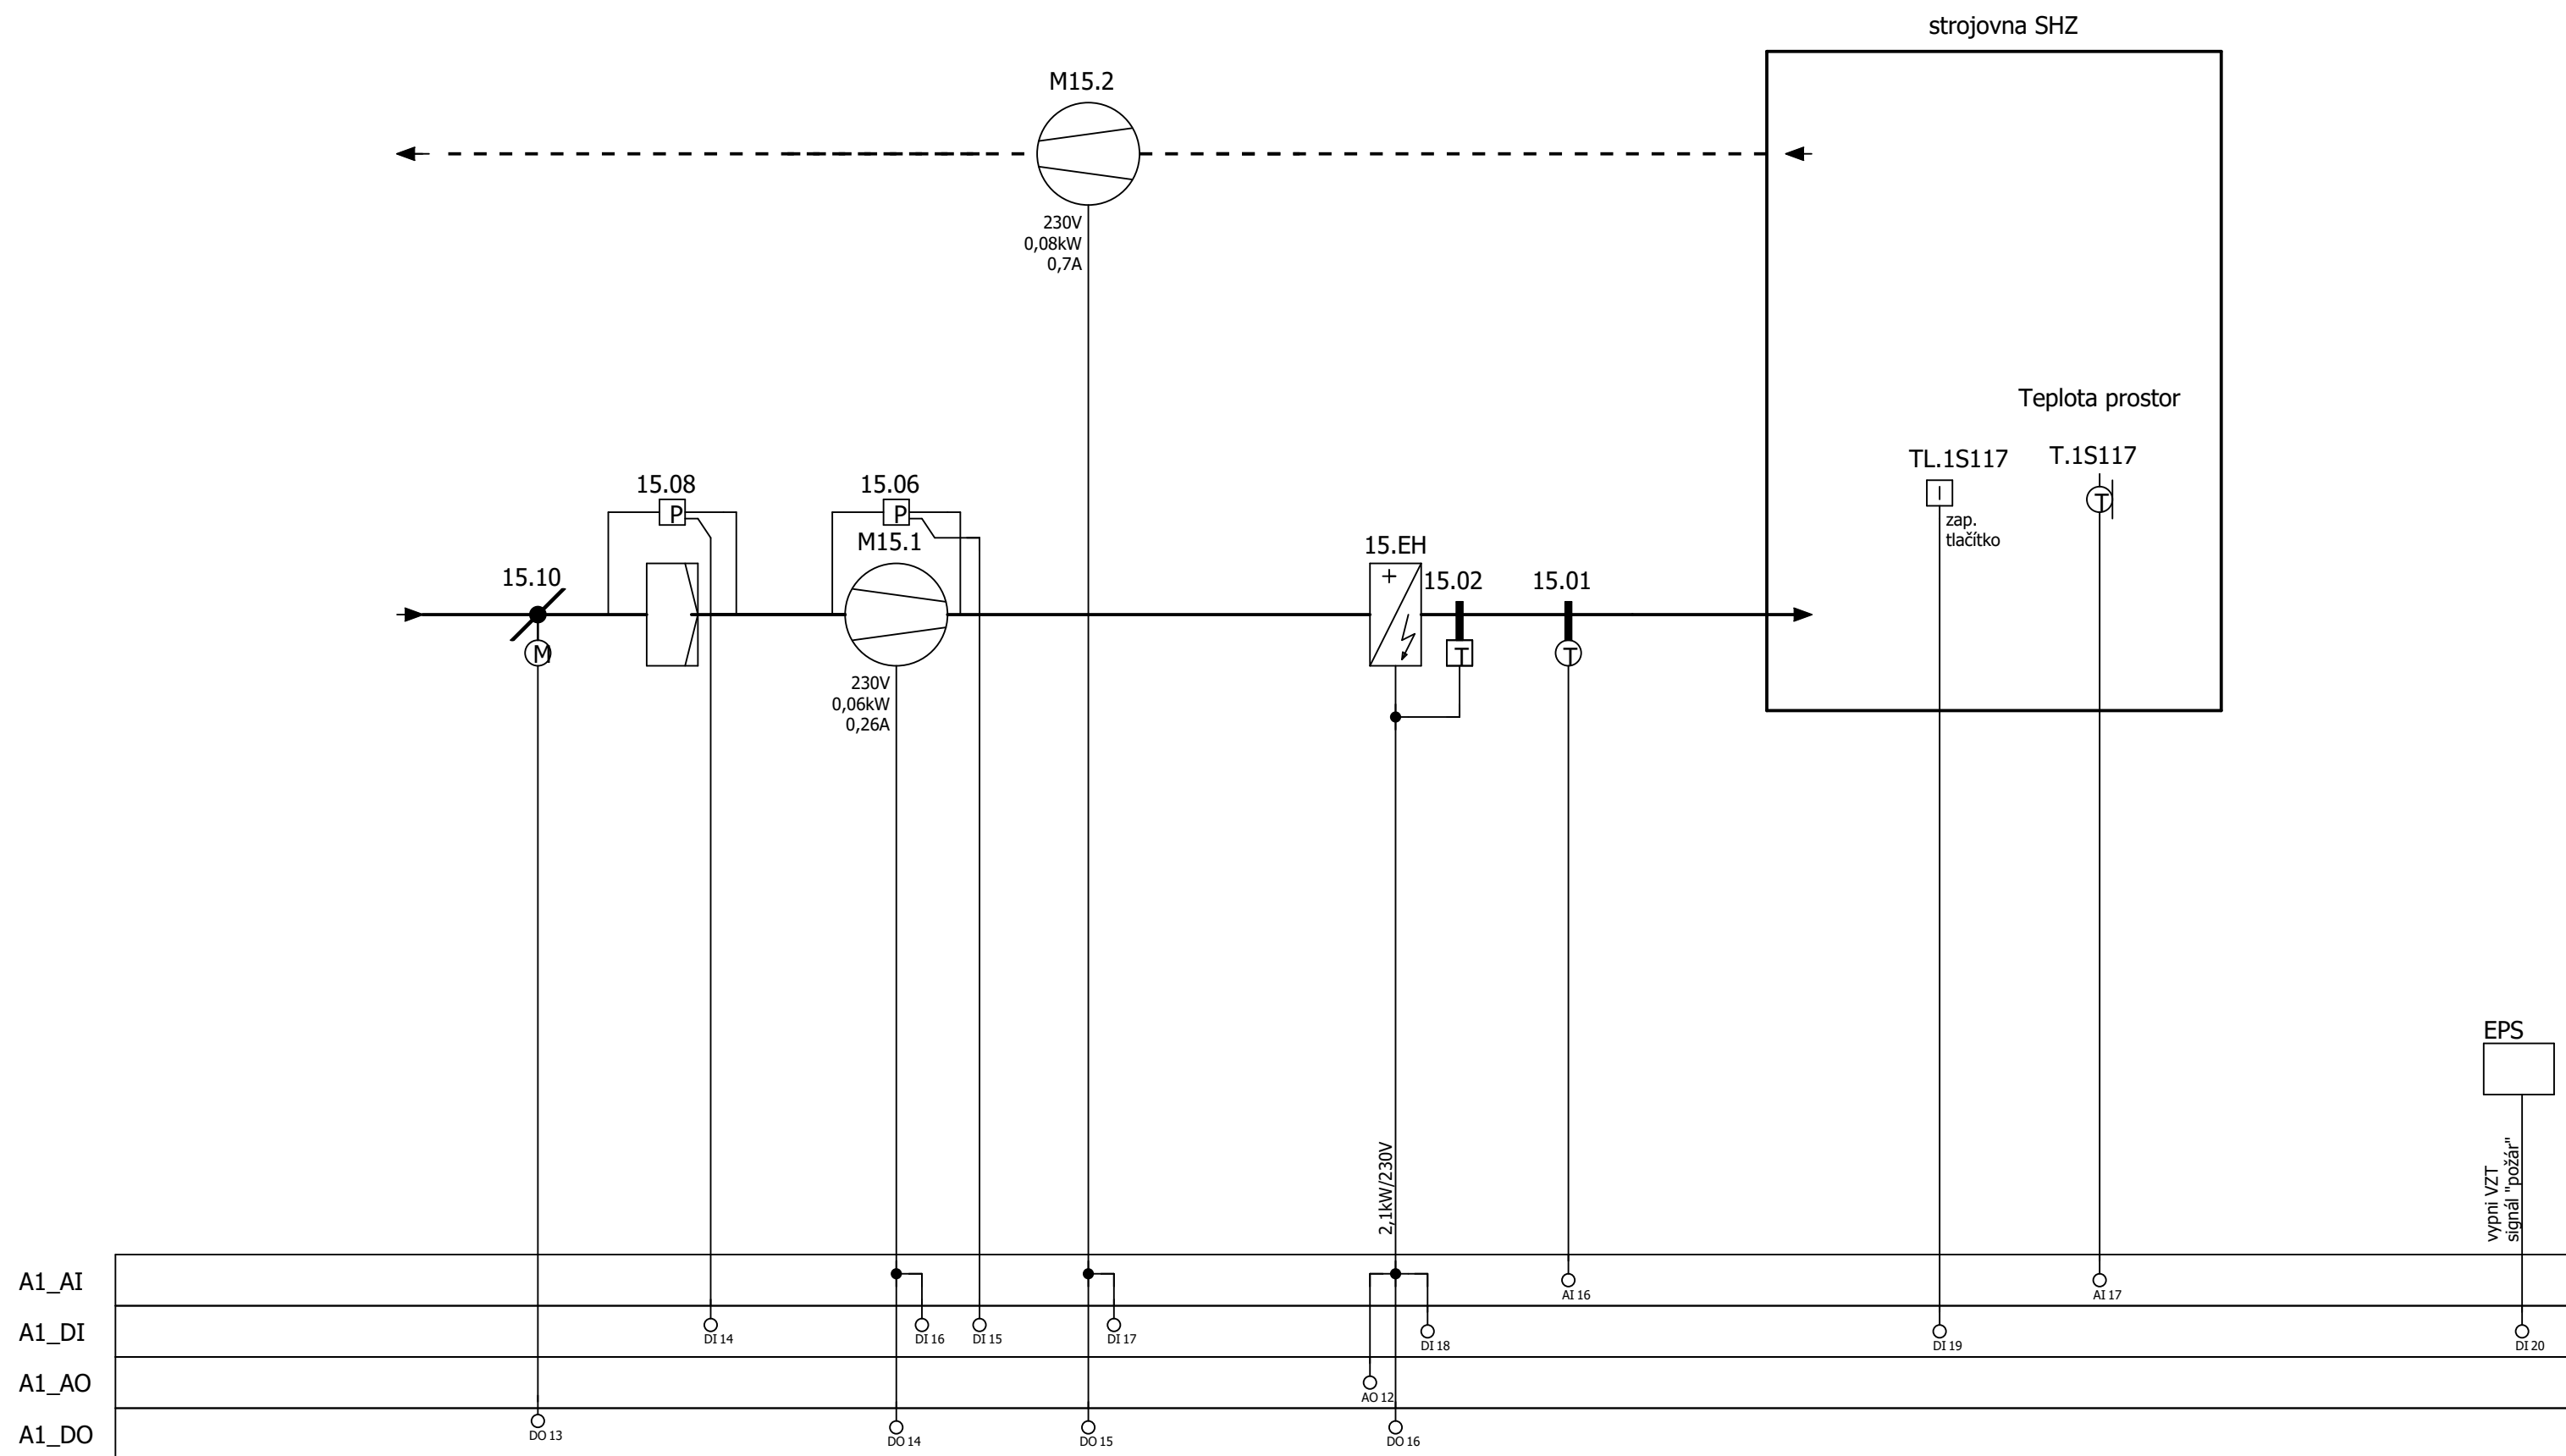 strojovna SHZ
M15.2
230V
0,08kW
0,7A
Teplota prostor
TL.1S117
T.1S117
I
T
zap.
tlačítko
15.08
15.06
P
P
M15.1
15.10
15.EH
15.02
15.01
+
M
T
T
230V
0,06kW
0,26A
EPS
vypni VZT
signál "požár"
2,1kW/230V
A1_AI
AI 16
AI 17
A1_DI
DI 14
DI 16
DI 15
DI 17
DI 18
DI 19
DI 20
A1_AO
AO 12
A1_DO
DO 13
DO 14
DO 15
DO 16